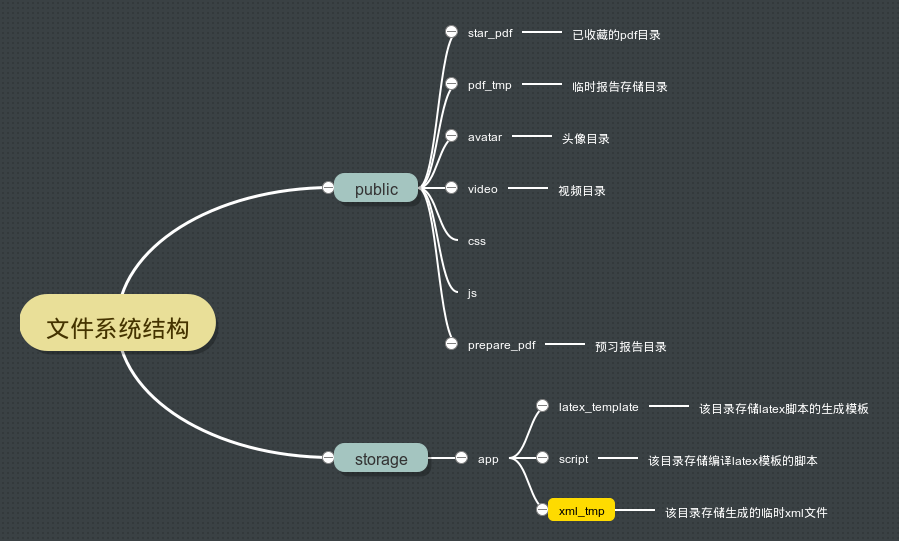 文件系统结构
public
star_pdf
已收藏的pdf目录
pdf_tmp
临时报告存储目录
avatar
头像目录
video
视频目录
css
js
prepare_pdf
预习报告目录
storage
app
latex_template
该目录存储latex脚本的生成模板
script
该目录存储编译latex模板的脚本
xml_tmp
该目录存储生成的临时xml文件